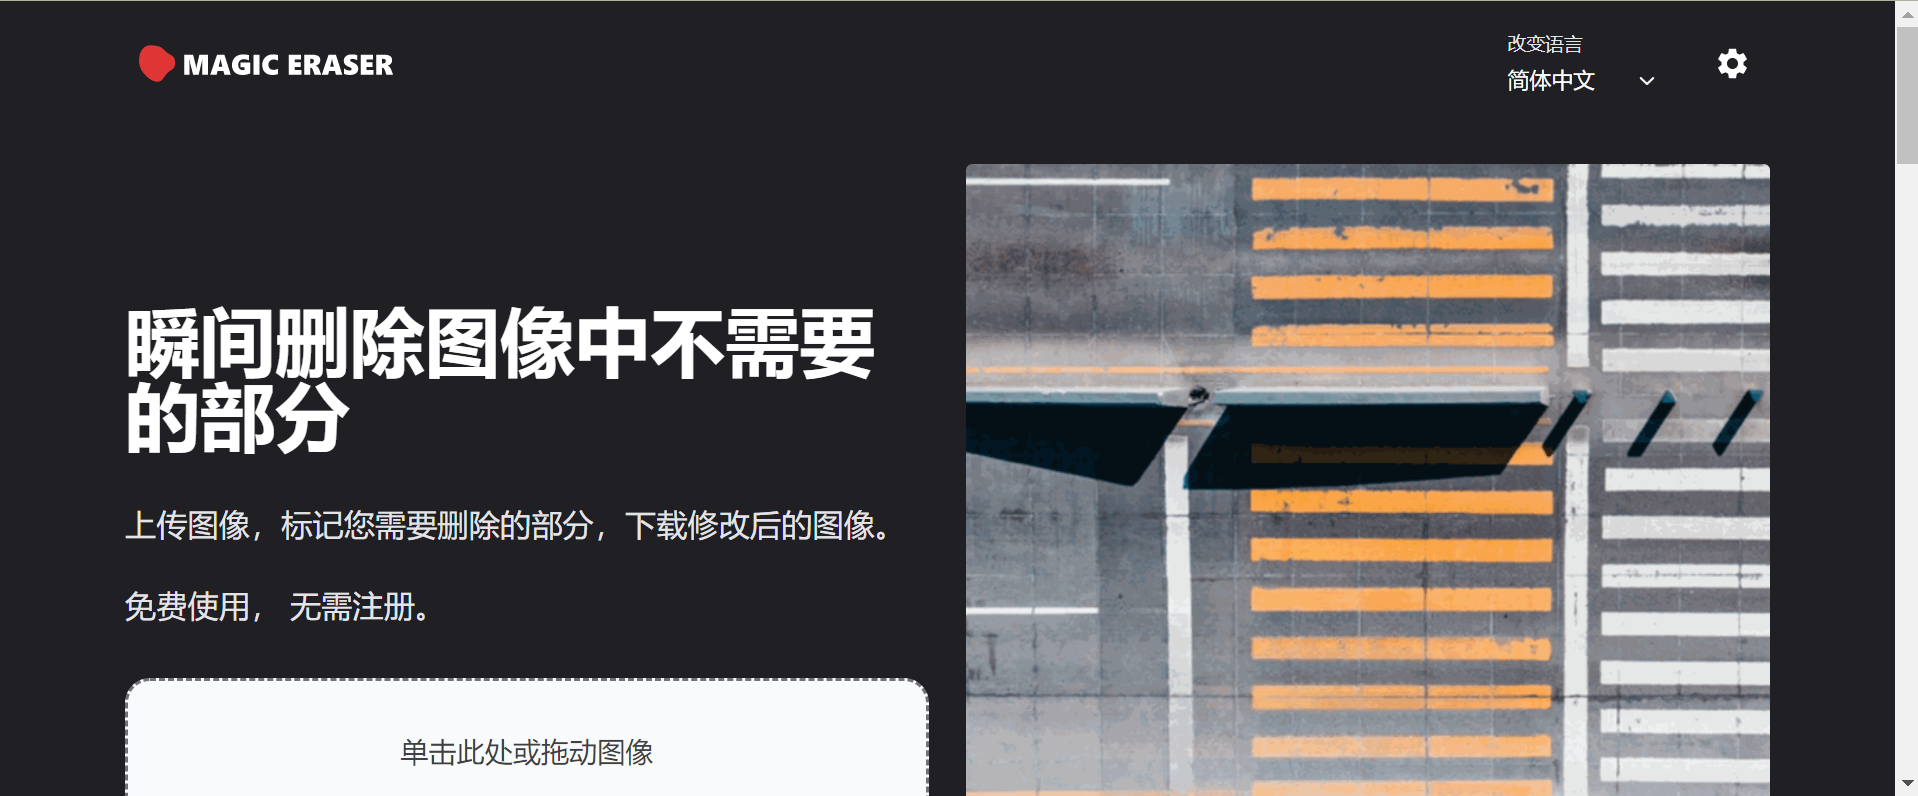 MAGIC ERASER
改变语言
简体中文
瞬间删除图像中不需要
的部分
上传图像，标记您需要删除的部分，下载修改后的图像。
免费使用， 无需注册。
单击此处或拖动图像